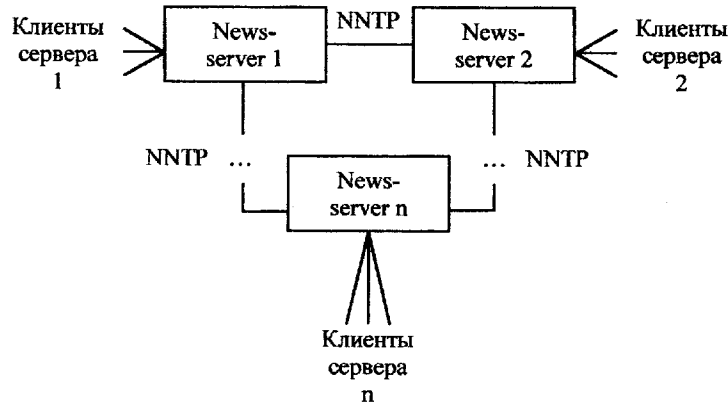 Клиенты
сервера
1
News-
server 1
NNTP
News-
server 2
Клиенты
сервера
2
NNTP ...
News-
server n
... NNTP
Клиенты
сервера
n